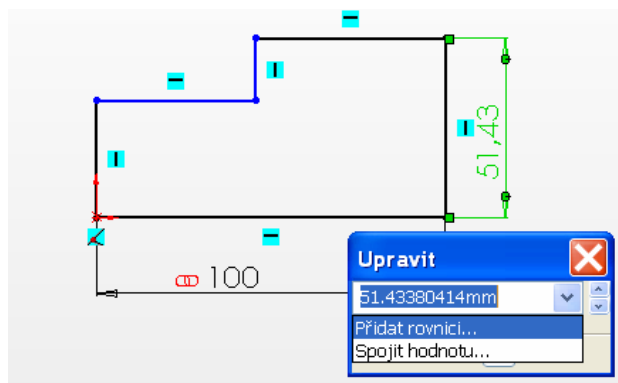 51,43
100
Upravit
51.43380414mm
Přidat rovnici...
Spojit hodnotu...